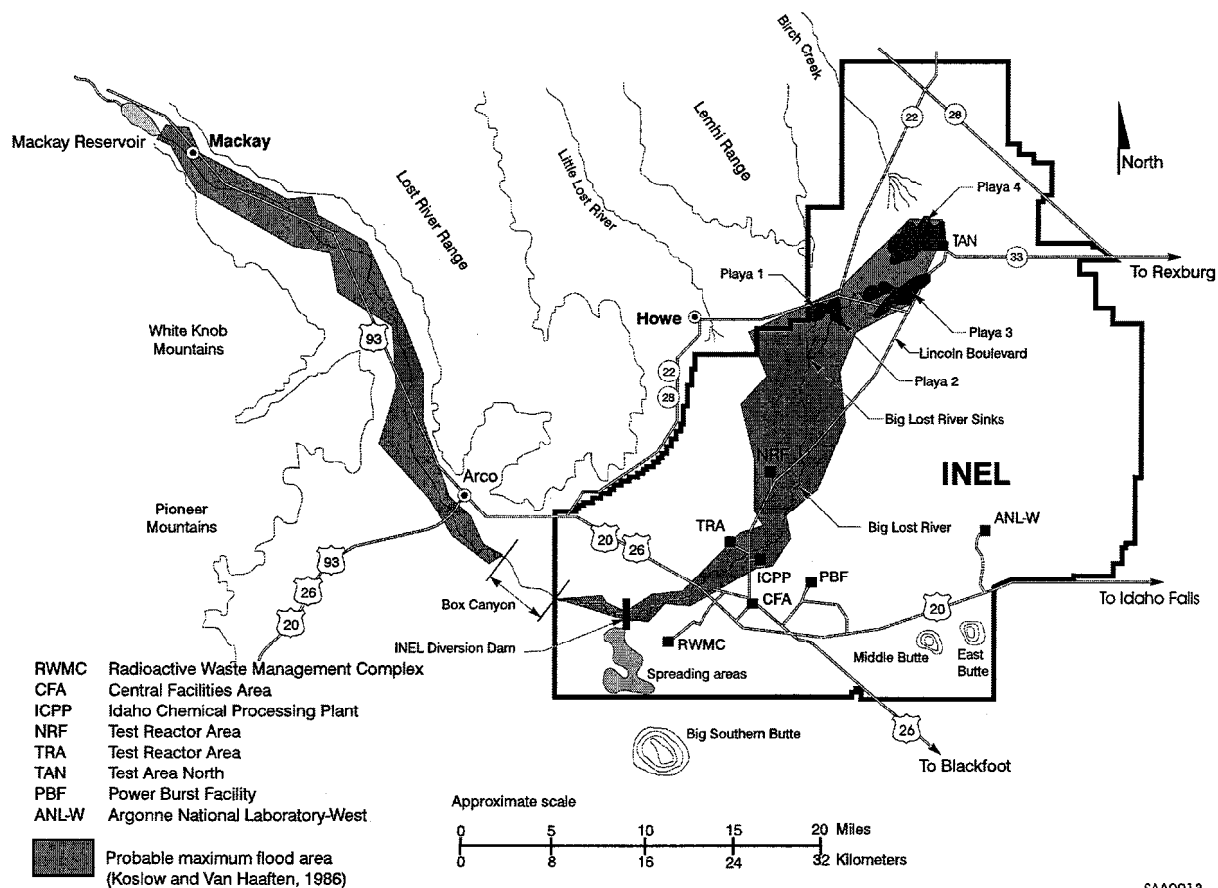 Birch Creek
Mackay Reservoir
Mackay
Lost River Range
Little Lost River
Lemhi Range
22
28
North
Playa 4
TAN
33
To Rexburg
Playa 1
Howe
White Knob
Mountains
93
Playa 3
Lincoln Boulevard
Playa 2
22
28
Big Lost River Sinks
NRF
INEL
Arco
Pioneer
Mountains
Big Lost River
ANL-W
TRA
20
26
93
26
20
ICPP
PBF
CFA
Box Canyon
20
To Idaho Falls
INEL Diversion Dam
RWMC
Middle Butte
East
Butte
Spreading areas
26
Big Southern Butte
To Blackfoot
RWMC Radioactive Waste Management Complex
CFA Central Facilities Area
ICPP Idaho Chemical Processing Plant
NRF Test Reactor Area
TRA Test Reactor Area
TAN Test Area North
PBF Power Burst Facility
ANL-W Argonne National Laboratory-West
Probable maximum flood area
(Koslow and Van Haaften, 1986)
Approximate scale
0 5 10 15 20 Miles
0 8 16 24 32 Kilometers